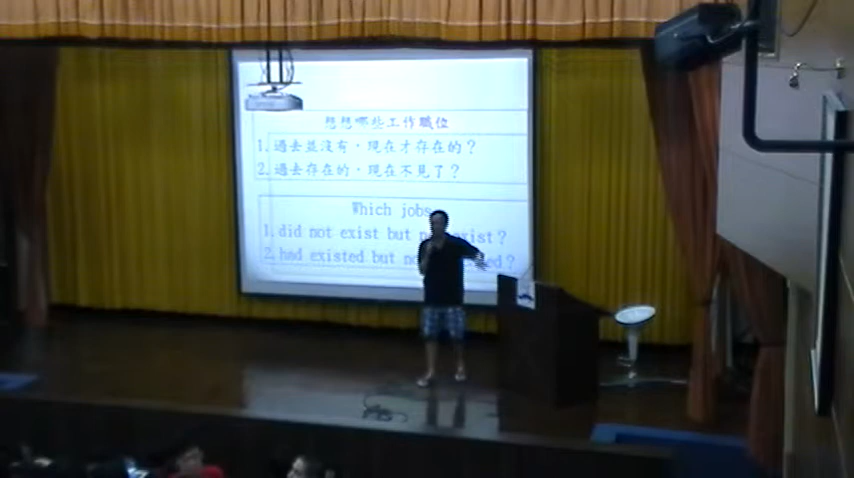 想想哪些工作職位
1. 過去並沒有，現在才存在的？
2. 過去存在的，現在不見了？
Which jobs
1. did not exist but exist?
2. had existed but ?